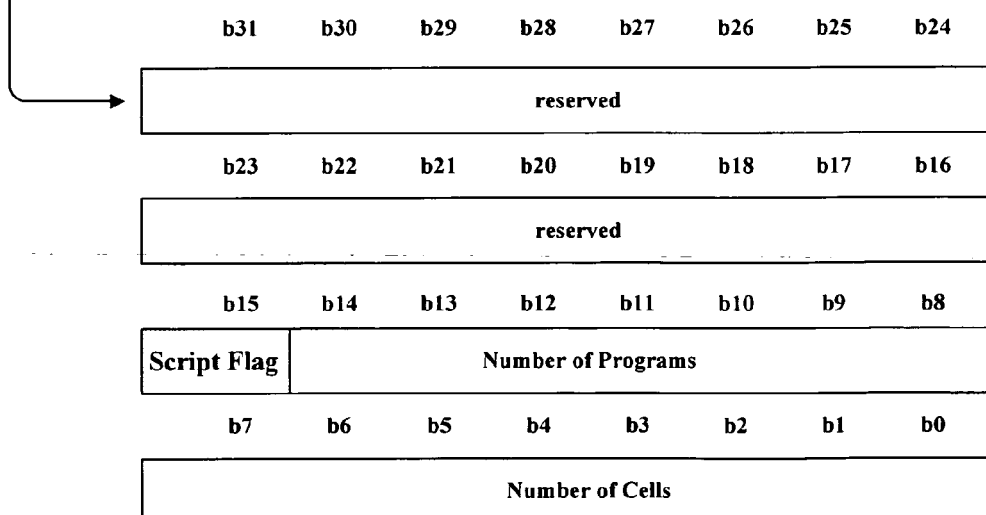 b31 b30 b29 b28 b27 b26 b25 b24
reserved
b23 b22 b21 b20 b19 b18 b17 b16
reserved
b15 b14 b13 b12 b11 b10 b9 b8
Script Flag Number of Programs
b7 b6 b5 b4 b3 b2 b1 b0
Number of Cells